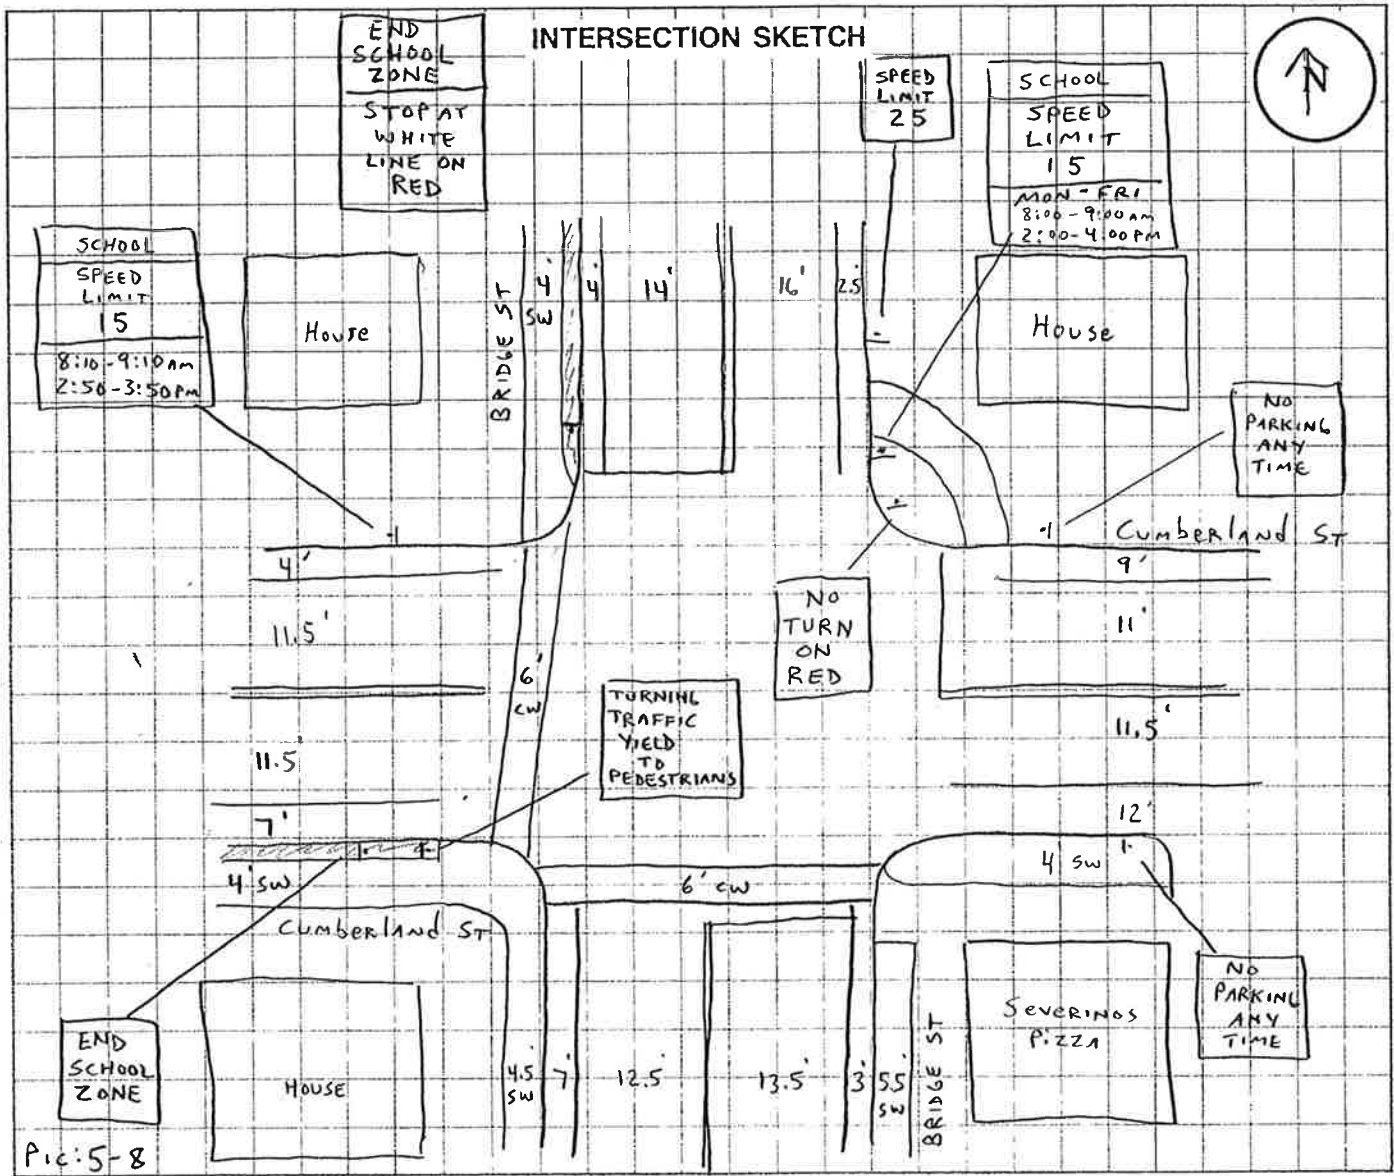 INTERSECTION SKETCH
N
END
SCHOOL
ZONE
STOP AT
WHITE
LINE ON
RED
SPEED
LIMIT
25
SCHOOL
SPEED
LIMIT
15
MON - FRI
8:00 - 9:00 AM
2:00 - 4:00 PM
SCHOOL
SPEED
LIMIT
15
8:10 - 9:10 AM
2:50 - 3:50 PM
House
BRIDGE ST
4'
SW
4'
14'
16'
2.5'
House
NO
PARKING
ANY
TIME
Cumberland ST
4'
11.5'
11.5'
7'
4' SW
6'
CW
NO
TURN
ON
RED
9'
11'
11.5'
12'
4 SW
TURNING
TRAFFIC
YIELD
TO
PEDESTRIANS
6' CW
Cumberland ST
END
SCHOOL
ZONE
HOUSE
4.5'
SW
7'
12.5'
13.5'
3'
5.5'
SW
BRIDGE ST
SEVERINOS
PIZZA
NO
PARKING
ANY
TIME
Pic: 5-8